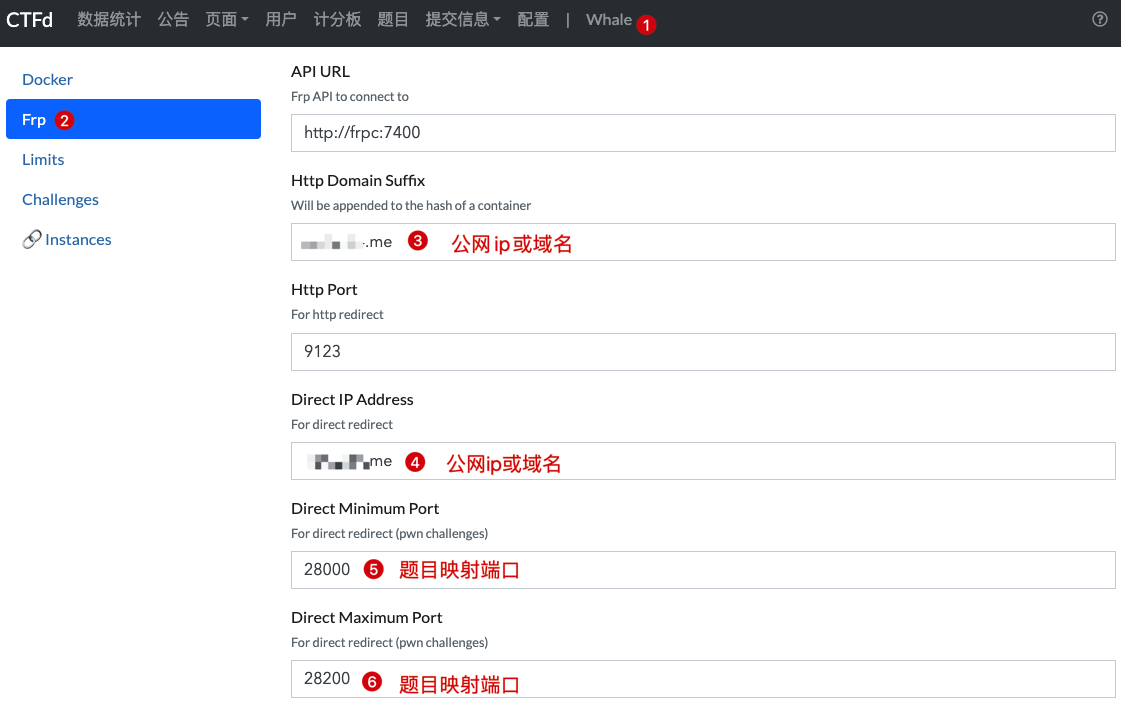 CTFd 数据统计 公告 页面 用户 计分板 题目 提交信息 配置 | Whale 1 ?
Docker
Frp 2
Limits
Challenges
Instances
API URL
Frp API to connect to
http://frpc:7400
Http Domain Suffix
Will be appended to the hash of a container
.me 3 公网ip或域名
Http Port
For http redirect
9123
Direct IP Address
For direct redirect
me 4 公网ip或域名
Direct Minimum Port
For direct redirect (pwn challenges)
28000 5 题目映射端口
Direct Maximum Port
For direct redirect (pwn challenges)
28200 6 题目映射端口